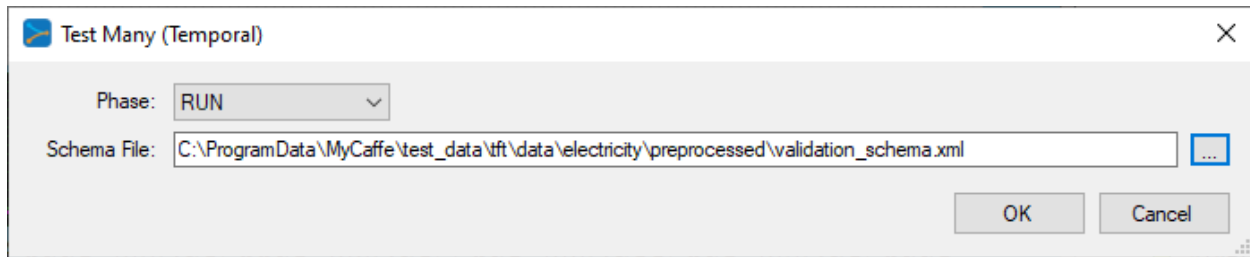 Test Many (Temporal)
Phase: RUN
Schema File: C:\ProgramData\MyCaffe\test_data\tft\data\electricity\preprocessed\validation_schema.xml ...
OK Cancel